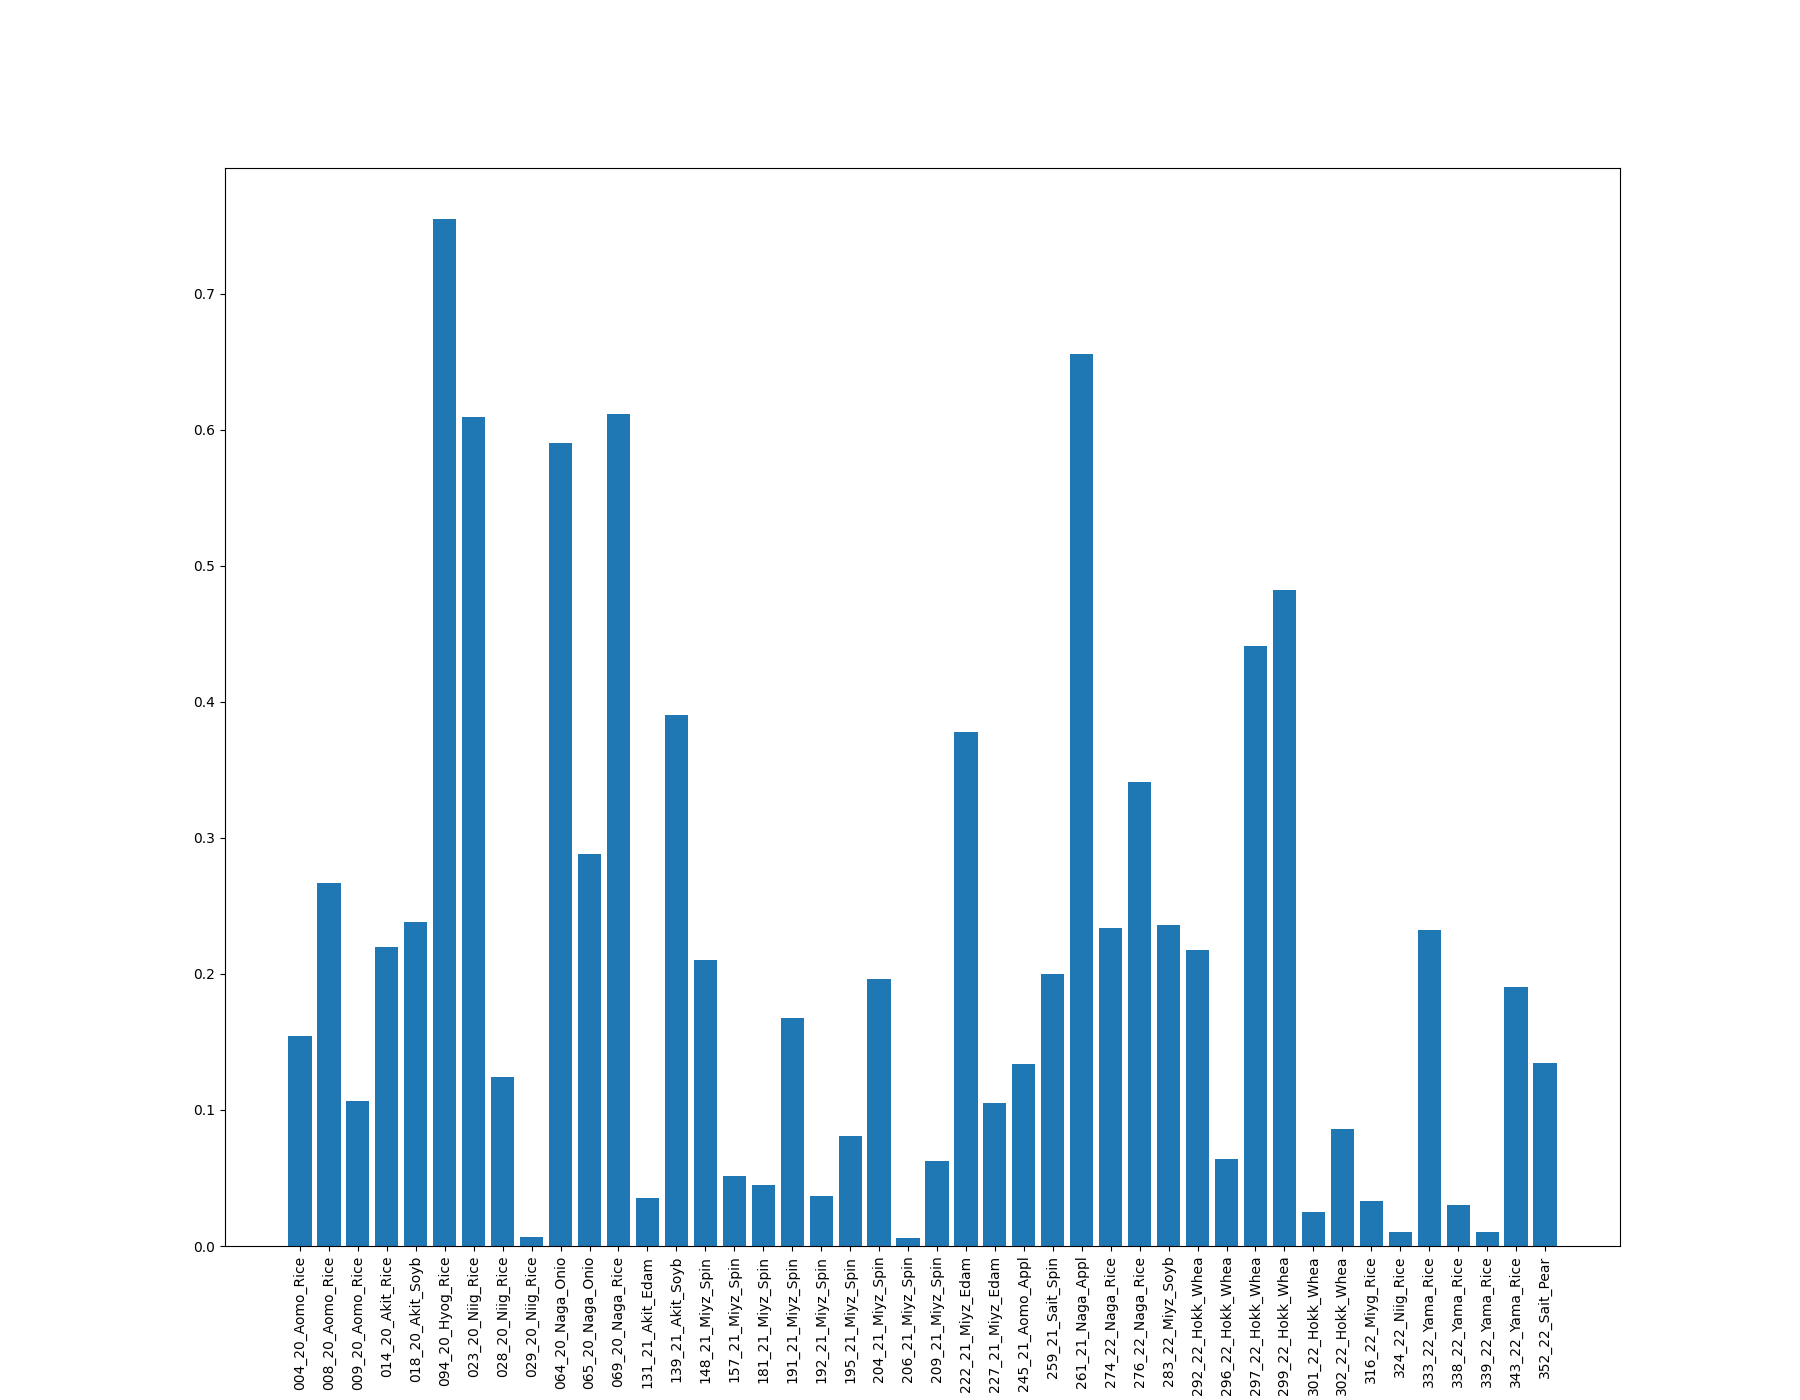 0.7
0.6
0.5
0.4
0.3
0.2
0.1
0.0
004_20_Aomo_Rice
008_20_Aomo_Rice
009_20_Aomo_Rice
014_20_Akit_Rice
018_20_Akit_Soyb
094_20_Hyog_Rice
023_20_Niig_Rice
028_20_Niig_Rice
029_20_Niig_Rice
064_20_Naga_Onio
065_20_Naga_Onio
069_20_Naga_Rice
131_21_Akit_Edam
139_21_Akit_Soyb
148_21_Miyz_Spin
157_21_Miyz_Spin
181_21_Miyz_Spin
191_21_Miyz_Spin
192_21_Miyz_Spin
195_21_Miyz_Spin
204_21_Miyz_Spin
206_21_Miyz_Spin
209_21_Miyz_Spin
222_21_Miyz_Edam
227_21_Miyz_Edam
245_21_Aomo_Appl
259_21_Sait_Spin
261_21_Naga_Appl
274_22_Naga_Rice
276_22_Naga_Rice
283_22_Miyz_Soyb
292_22_Hokk_Whea
296_22_Hokk_Whea
297_22_Hokk_Whea
299_22_Hokk_Whea
301_22_Hokk_Whea
302_22_Hokk_Whea
316_22_Miyg_Rice
324_22_Niig_Rice
333_22_Yama_Rice
338_22_Yama_Rice
339_22_Yama_Rice
343_22_Yama_Rice
352_22_Sait_Pear